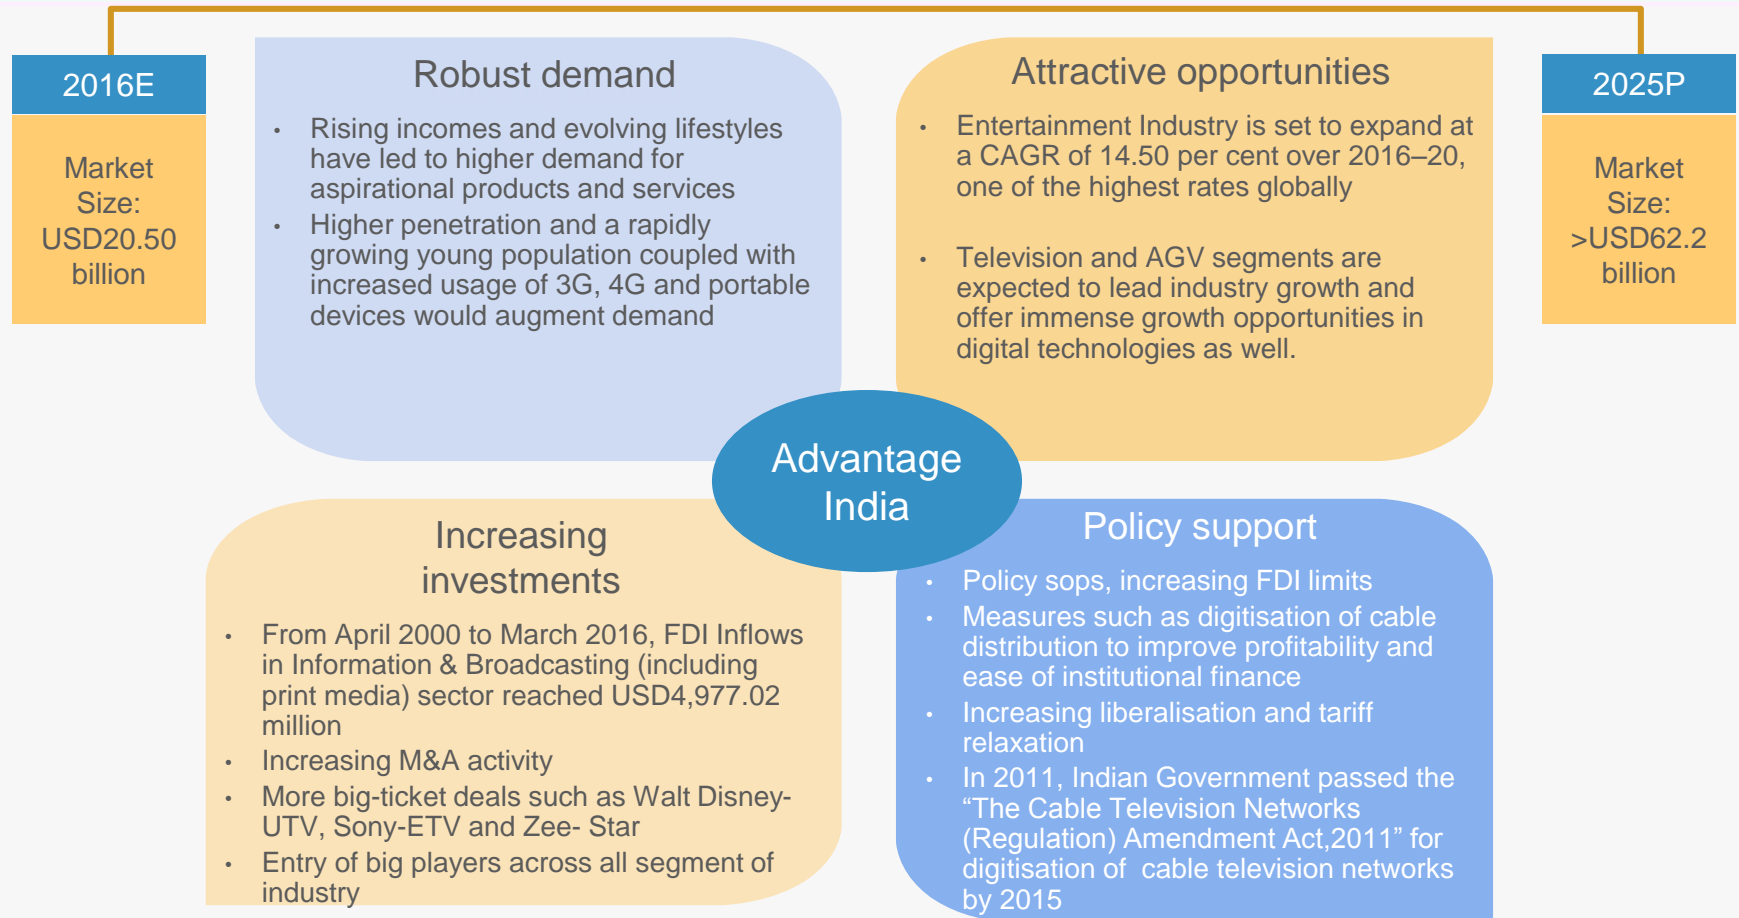 2016E
Market
Size:
USD20.50
billion
Robust demand
• Rising incomes and evolving lifestyles
have led to higher demand for
aspirational products and services
• Higher penetration and a rapidly
growing young population coupled with
increased usage of 3G, 4G and portable
devices would augment demand
Attractive opportunities
• Entertainment Industry is set to expand at
a CAGR of 14.50 per cent over 2016–20,
one of the highest rates globally
• Television and AGV segments are
expected to lead industry growth and
offer immense growth opportunities in
digital technologies as well.
2025P
Market
Size:
>USD62.2
billion
Advantage
India
Increasing
investments
• From April 2000 to March 2016, FDI Inflows
in Information & Broadcasting (including
print media) sector reached USD4,977.02
million
• Increasing M&A activity
• More big-ticket deals such as Walt Disney-
UTV, Sony-ETV and Zee- Star
• Entry of big players across all segment of
industry
Policy support
• Policy sops, increasing FDI limits
• Measures such as digitisation of cable
distribution to improve profitability and
ease of institutional finance
• Increasing liberalisation and tariff
relaxation
• In 2011, Indian Government passed the
“The Cable Television Networks
(Regulation) Amendment Act,2011” for
digitisation of  cable television networks
by 2015